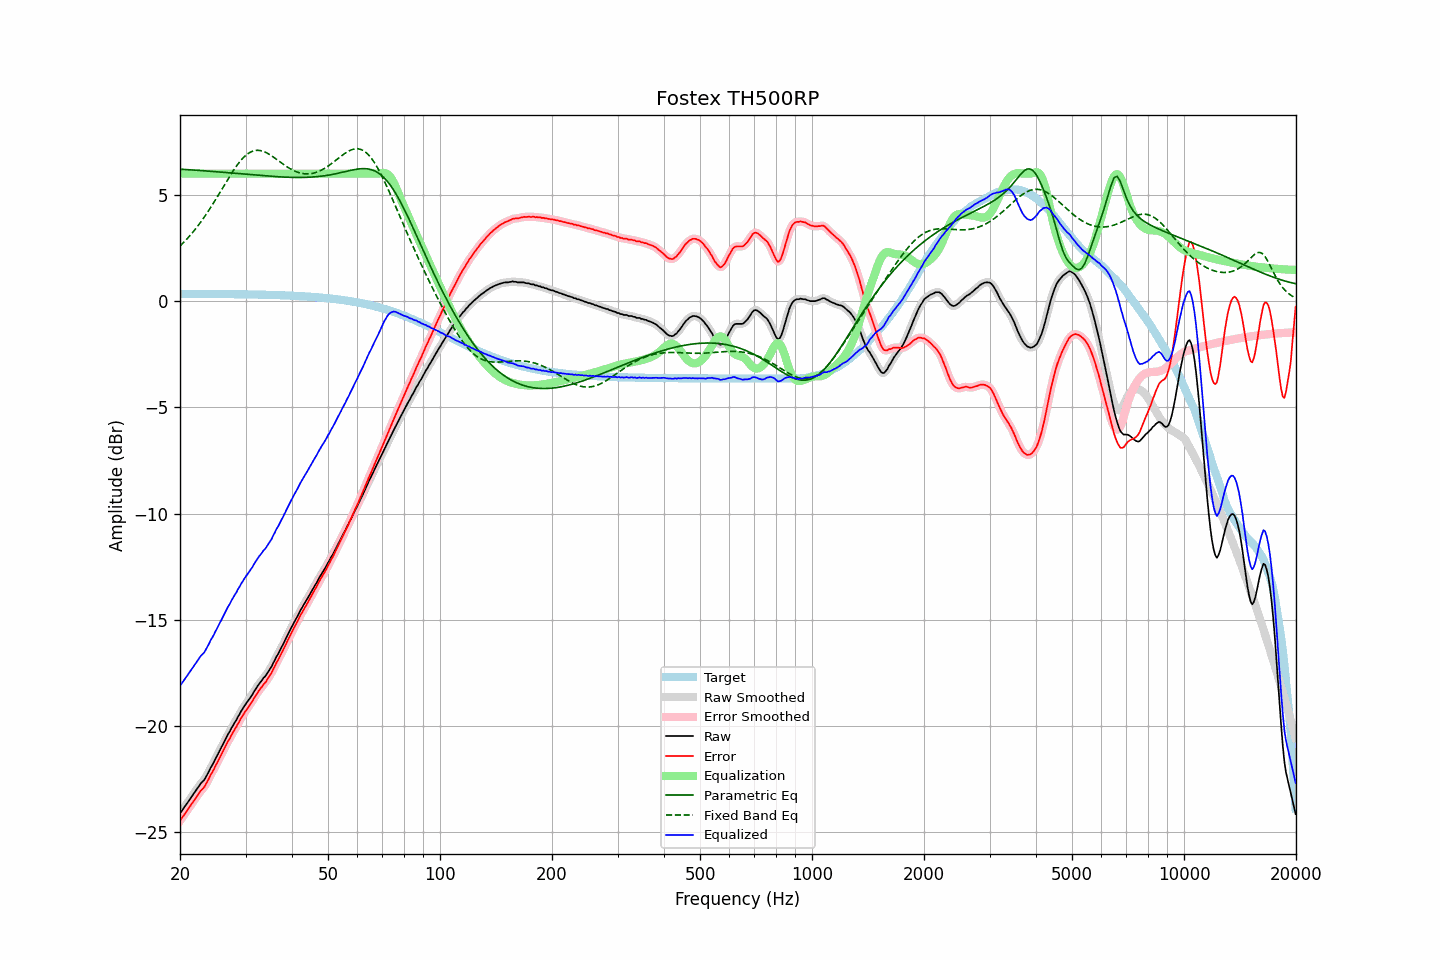 Fostex TH500RP
Amplitude (dBr)
5
0
−5
−10
−15
−20
−25
Target
Raw Smoothed
Error Smoothed
Raw
Error
Equalization
Parametric Eq
Fixed Band Eq
Equalized
20 50 100 200 500 1000 2000 5000 10000 20000
Frequency (Hz)